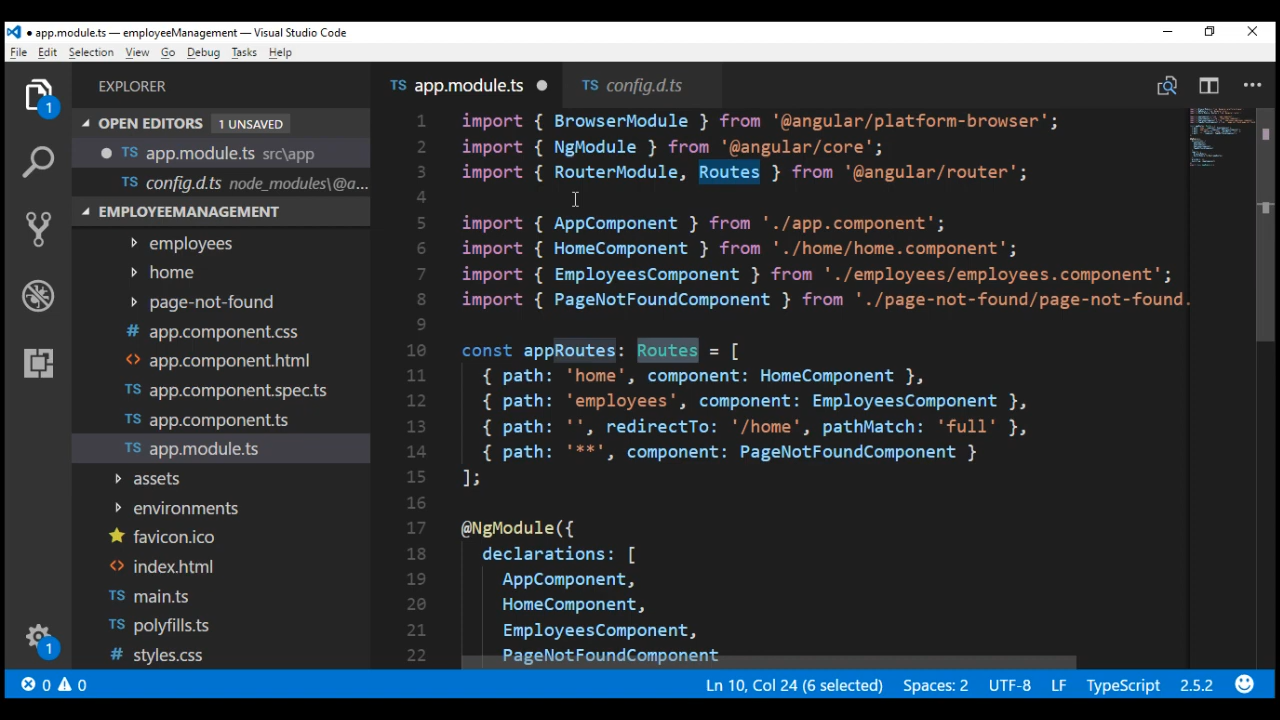 ● app.module.ts — employeeManagement — Visual Studio Code
File Edit Selection View Go Debug Tasks Help
EXPLORER
OPEN EDITORS 1 UNSAVED
● TS app.module.ts src\app
TS config.d.ts node_modules\@a...
EMPLOYEEMANAGEMENT
employees
home
page-not-found
# app.component.css
<> app.component.html
TS app.component.spec.ts
TS app.component.ts
TS app.module.ts
assets
environments
favicon.ico
<> index.html
TS main.ts
TS polyfills.ts
# styles.css
1
1
TS app.module.ts ● TS config.d.ts
1 import { BrowserModule } from '@angular/platform-browser';
2 import { NgModule } from '@angular/core';
3 import { RouterModule, Routes } from '@angular/router';
4
5 import { AppComponent } from './app.component';
6 import { HomeComponent } from './home/home.component';
7 import { EmployeesComponent } from './employees/employees.component';
8 import { PageNotFoundComponent } from './page-not-found/page-not-found.
9
10 const appRoutes: Routes = [
11 { path: 'home', component: HomeComponent },
12 { path: 'employees', component: EmployeesComponent },
13 { path: '', redirectTo: '/home', pathMatch: 'full' },
14 { path: '**', component: PageNotFoundComponent }
15 ];
16
17 @NgModule({
18 declarations: [
19 AppComponent,
20 HomeComponent,
21 EmployeesComponent,
22 PageNotFoundComponent
0 0 Ln 10, Col 24 (6 selected) Spaces: 2 UTF-8 LF TypeScript 2.5.2